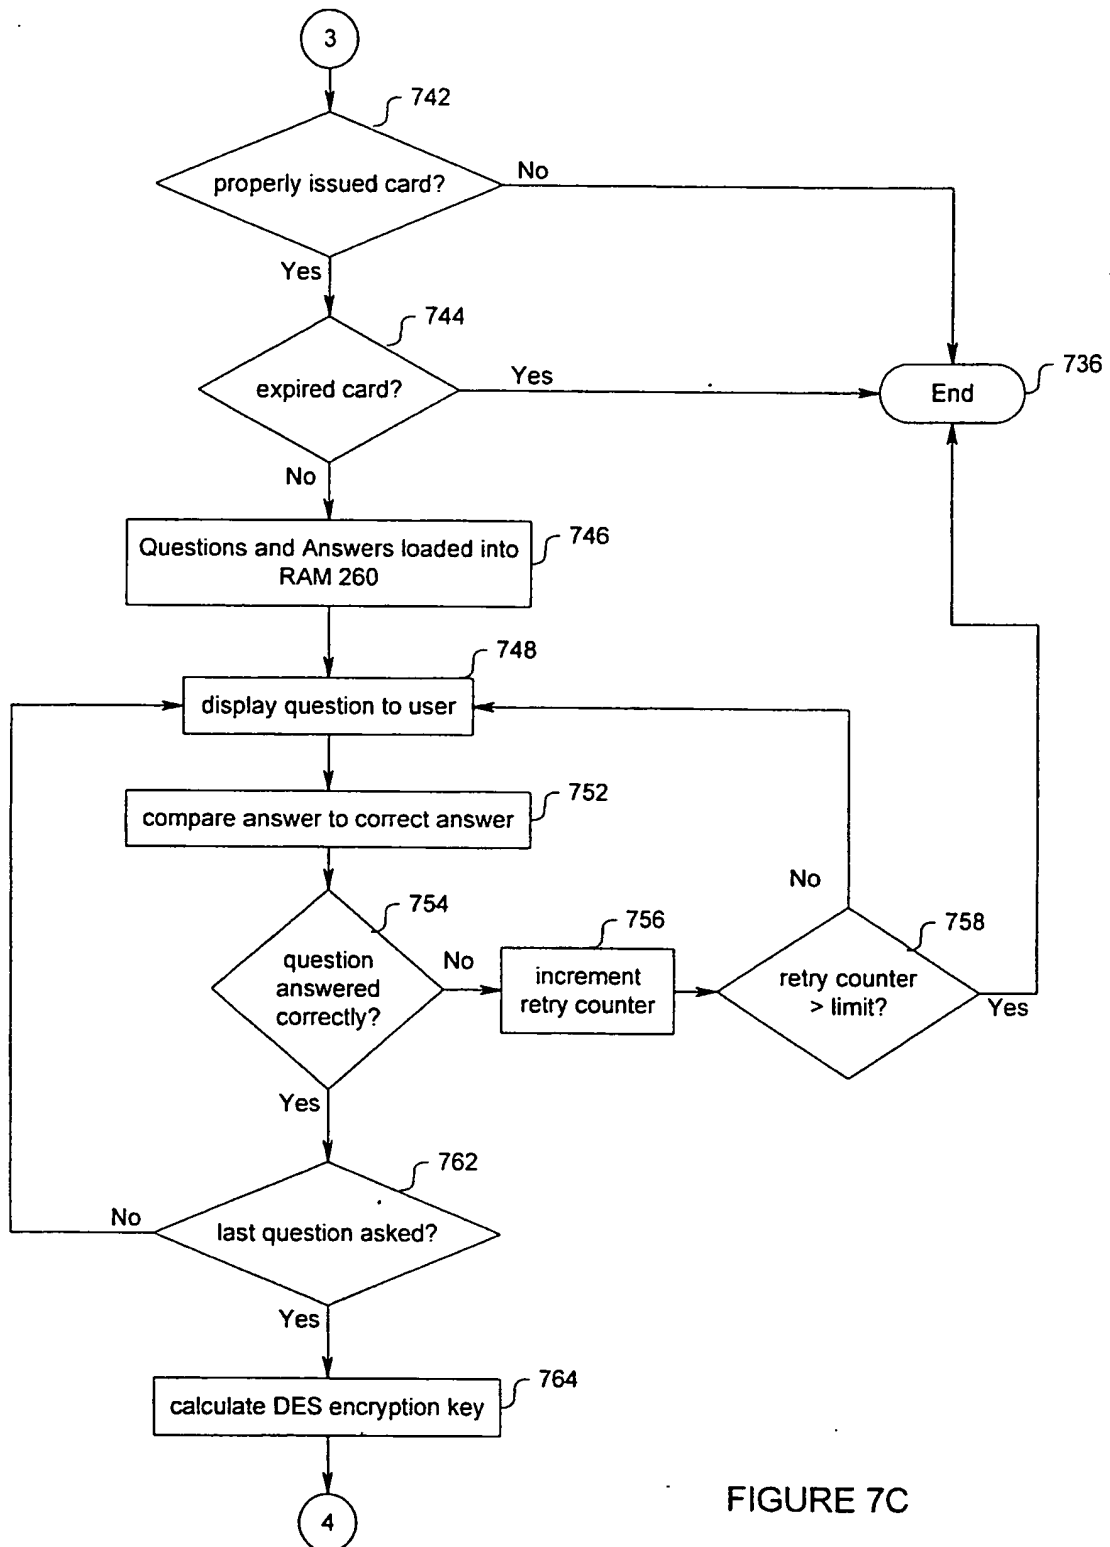 3
742
properly issued card?
No
Yes
744
expired card?
Yes
End
736
No
Questions and Answers loaded into
RAM 260
746
748
display question to user
compare answer to correct answer
752
No
754
question
answered
correctly?
No
756
increment
retry counter
758
retry counter
> limit?
Yes
Yes
762
last question asked?
No
Yes
calculate DES encryption key
764
4
FIGURE 7C